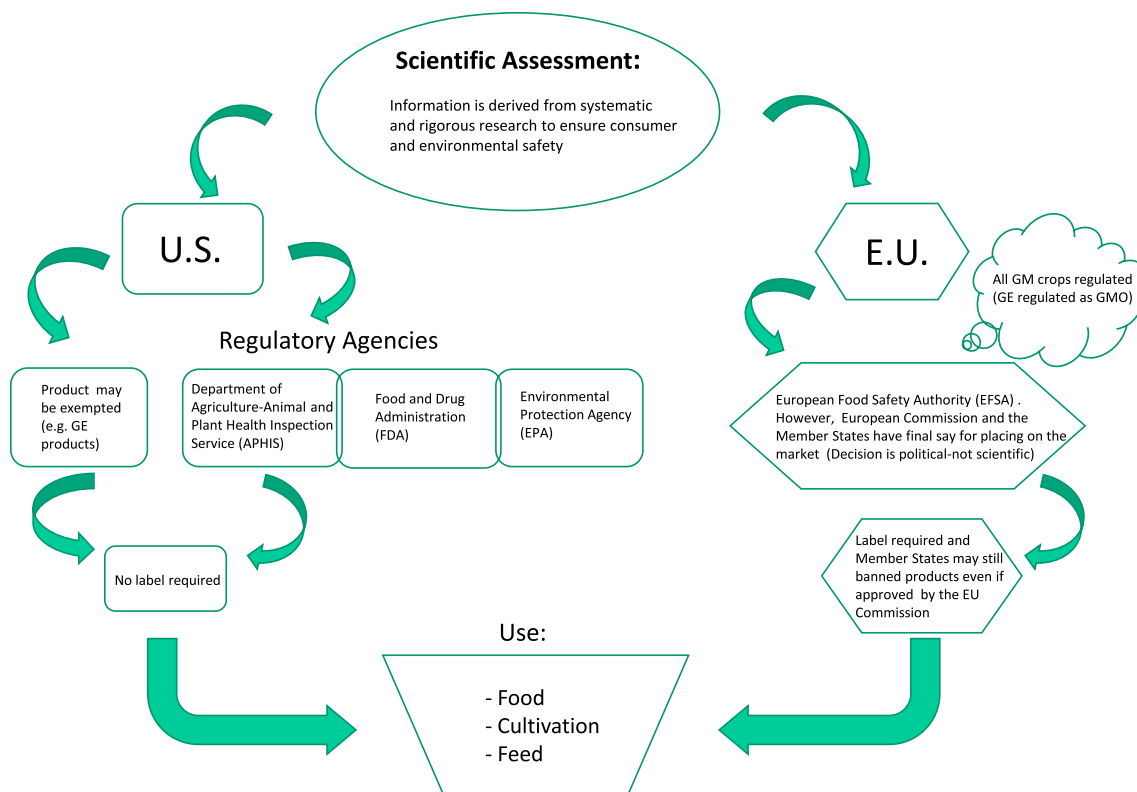 Scientific Assessment:
Information is derived from systematic
and rigorous research to ensure consumer
and environmental safety
U.S.
E.U.
All GM crops regulated
(GE regulated as GMO)
Regulatory Agencies
Product may
be exempted
(e.g. GE
products)
Department of
Agriculture-Animal and
Plant Health Inspection
Service (APHIS)
Food and Drug
Administration
(FDA)
Environmental
Protection Agency
(EPA)
European Food Safety Authority (EFSA) .
However, European Commission and the
Member States have final say for placing on the
market (Decision is political-not scientific)
No label required
Label required and
Member States may still
banned products even if
approved by the EU
Commission
Use:
- Food
- Cultivation
- Feed